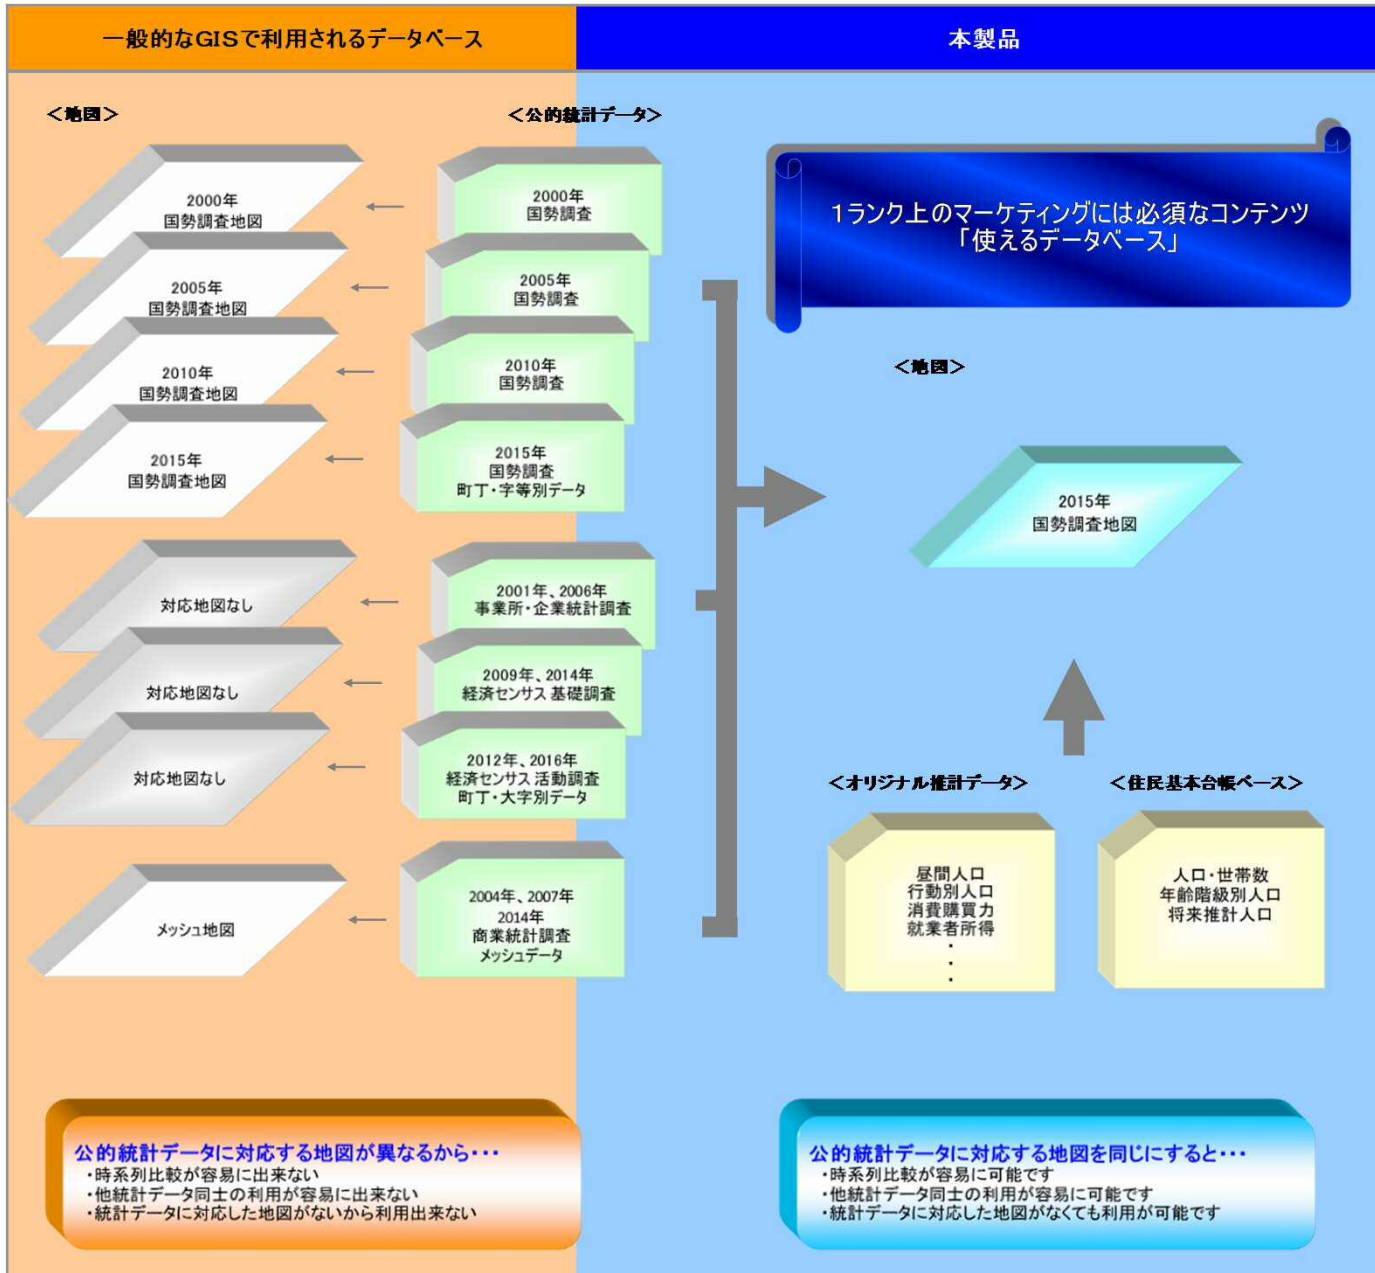 一般的なGISで利用されるデータベース
本製品
＜地図＞
＜公的統計データ＞
2000年
国勢調査地図
2000年
国勢調査
2005年
国勢調査地図
2005年
国勢調査
2010年
国勢調査地図
2010年
国勢調査
2015年
国勢調査地図
2015年
国勢調査
町丁・字等別データ
対応地図なし
2001年、2006年
事業所・企業統計調査
対応地図なし
2009年、2014年
経済センサス 基礎調査
対応地図なし
2012年、2016年
経済センサス 活動調査
町丁・大字別データ
メッシュ地図
2004年、2007年
2014年
商業統計調査
メッシュデータ
公的統計データに対応する地図が異なるから・・・
・時系列比較が容易に出来ない
・他統計データ同士の利用が容易に出来ない
・統計データに対応した地図がないから利用出来ない
1ランク上のマーケティングには必須なコンテンツ
「使えるデータベース」
＜地図＞
2015年
国勢調査地図
＜オリジナル推計データ＞
＜住民基本台帳ベース＞
昼間人口
行動別人口
消費購買力
就業者所得
・
・
・
人口・世帯数
年齢階級別人口
将来推計人口
公的統計データに対応する地図を同じにすると・・・
・時系列比較が容易に可能です
・他統計データ同士の利用が容易に可能です
・統計データに対応した地図がなくても利用が可能です